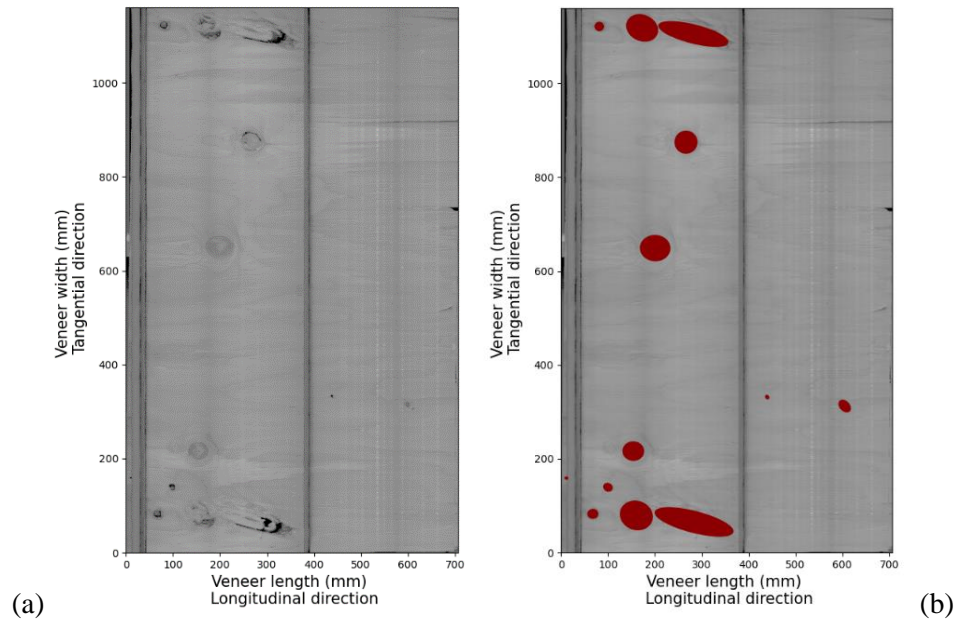 1000
800
600
400
200
0
Veneer width (mm)
Tangential direction
0 100 200 300 400 500 600 700
Veneer length (mm)
Longitudinal direction
(a)
1000
800
600
400
200
0
Veneer width (mm)
Tangential direction
0 100 200 300 400 500 600 700
Veneer length (mm)
Longitudinal direction
(b)